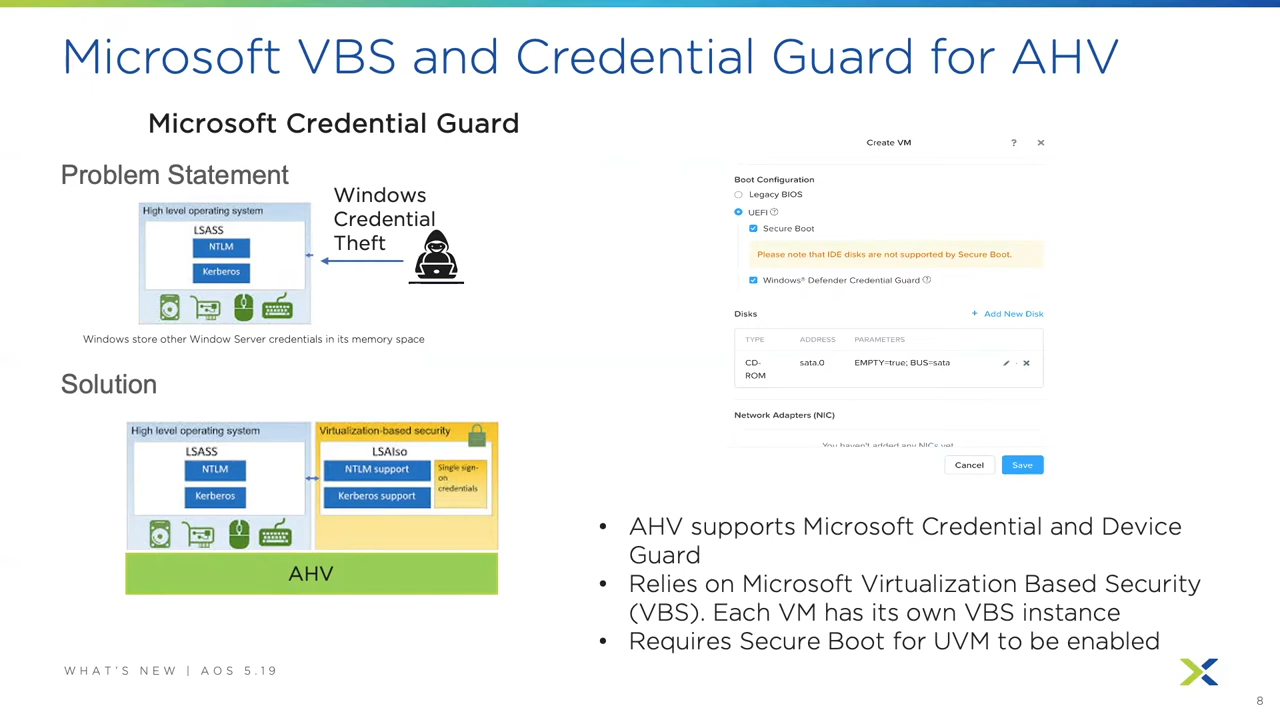 Microsoft VBS and Credential Guard for AHV
Microsoft Credential Guard
Problem Statement
High level operating system
LSASS
NTLM
Kerberos
Windows
Credential
Theft
Windows store other Window Server credentials in its memory space
Solution
High level operating system
LSASS
NTLM
Kerberos
Virtualization-based security
LSAIso
NTLM support
Kerberos support
Single sign-
on
credentials
AHV
Create VM
?
Boot Configuration
Legacy BIOS
UEFI ?
Secure Boot
Please note that IDE disks are not supported by Secure Boot.
Windows® Defender Credential Guard ?
Disks
+ Add New Disk
TYPE ADDRESS PARAMETERS
CD-
ROM
sata.0
EMPTY=true; BUS=sata
Network Adapters (NIC)
You haven't added any NICs yet
Cancel
Save
• AHV supports Microsoft Credential and Device
Guard
• Relies on Microsoft Virtualization Based Security
(VBS). Each VM has its own VBS instance
• Requires Secure Boot for UVM to be enabled
WHAT'S NEW | AOS 5.19
8